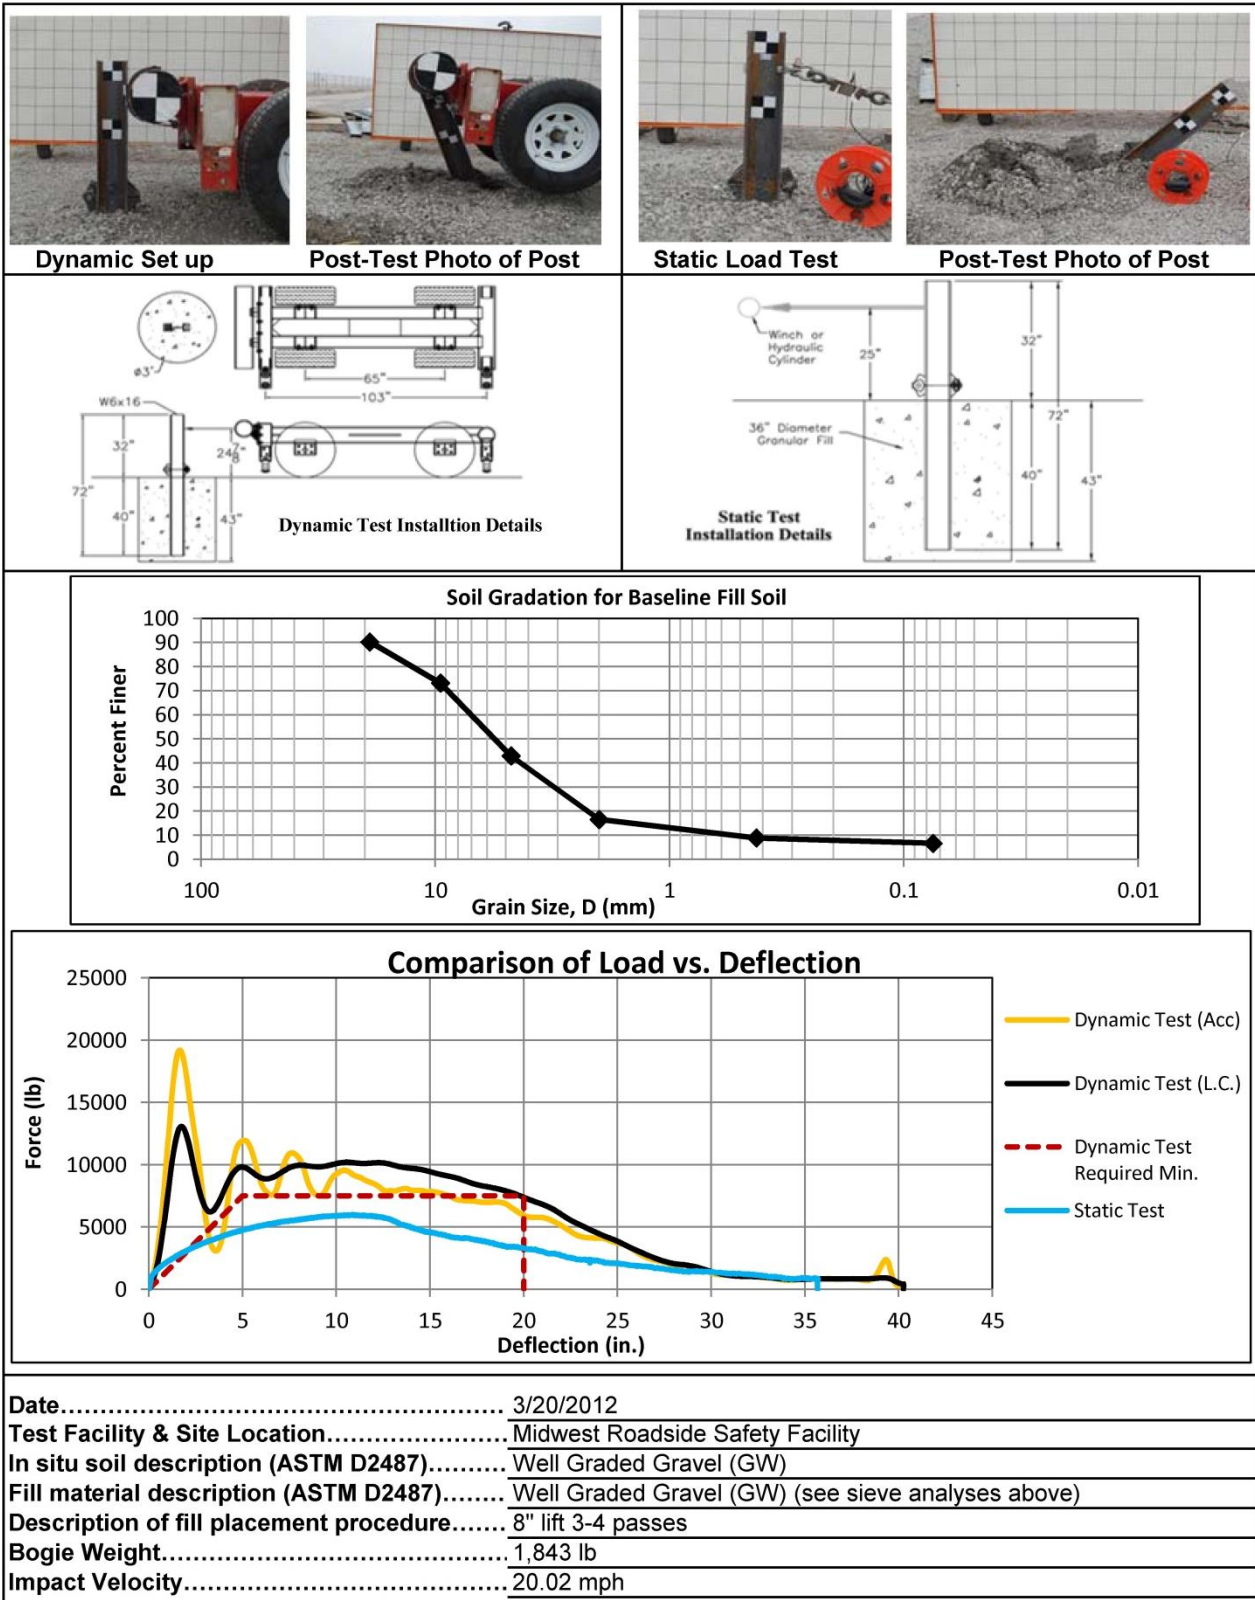 Dynamic Set up
Post-Test Photo of Post
Static Load Test
Post-Test Photo of Post
ø3'
65"
103"
W6x16
32"
24 7/8"
72"
40"
43"
Dynamic Test Installtion Details
Winch or
Hydraulic
Cylinder
25"
32"
72"
36" Diameter
Granular Fill
40"
43"
Static Test
Installation Details
Soil Gradation for Baseline Fill Soil
Percent Finer
100
90
80
70
60
50
40
30
20
10
0
100
10
1
0.1
0.01
Grain Size, D (mm)
Comparison of Load vs. Deflection
Force (lb)
25000
20000
15000
10000
5000
0
0
5
10
15
20
25
30
35
40
45
Deflection (in.)
Dynamic Test (Acc)
Dynamic Test (L.C.)
Dynamic Test
Required Min.
Static Test
Date.................................................... 3/20/2012
Test Facility & Site Location..................... Midwest Roadside Safety Facility
In situ soil description (ASTM D2487).......... Well Graded Gravel (GW)
Fill material description (ASTM D2487)........ Well Graded Gravel (GW) (see sieve analyses above)
Description of fill placement procedure....... 8" lift 3-4 passes
Bogie Weight......................................... 1,843 lb
Impact Velocity...................................... 20.02 mph